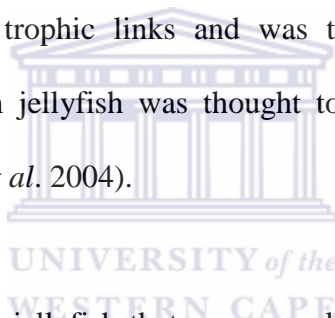 trophic links and was t
jellyfish was thought to
al. 2004).
UNIVERSITY of the
WESTERN CAPE
jellyfish that